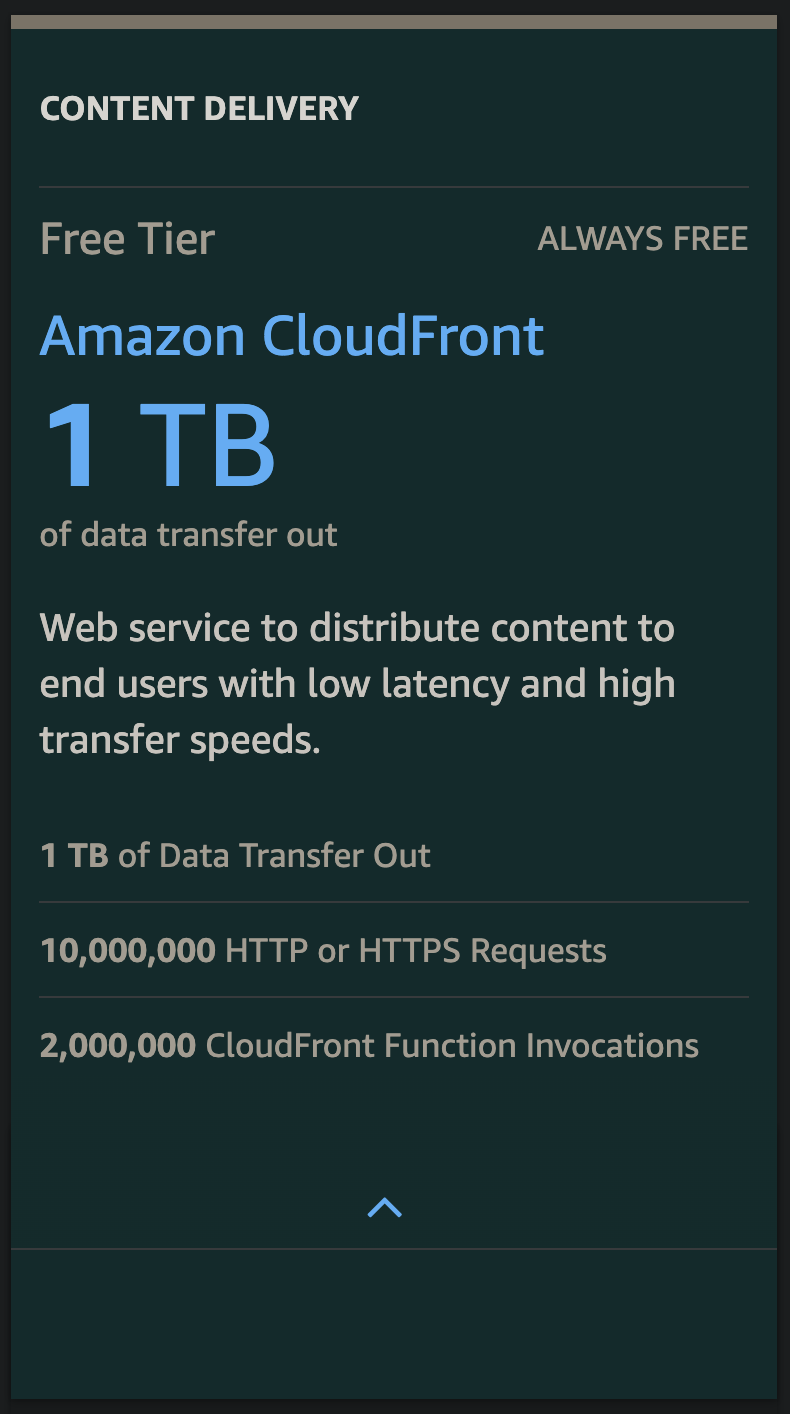 CONTENT DELIVERY
Free Tier
ALWAYS FREE
Amazon CloudFront
1 TB
of data transfer out
Web service to distribute content to
end users with low latency and high
transfer speeds.
1 TB of Data Transfer Out
10,000,000 HTTP or HTTPS Requests
2,000,000 CloudFront Function Invocations